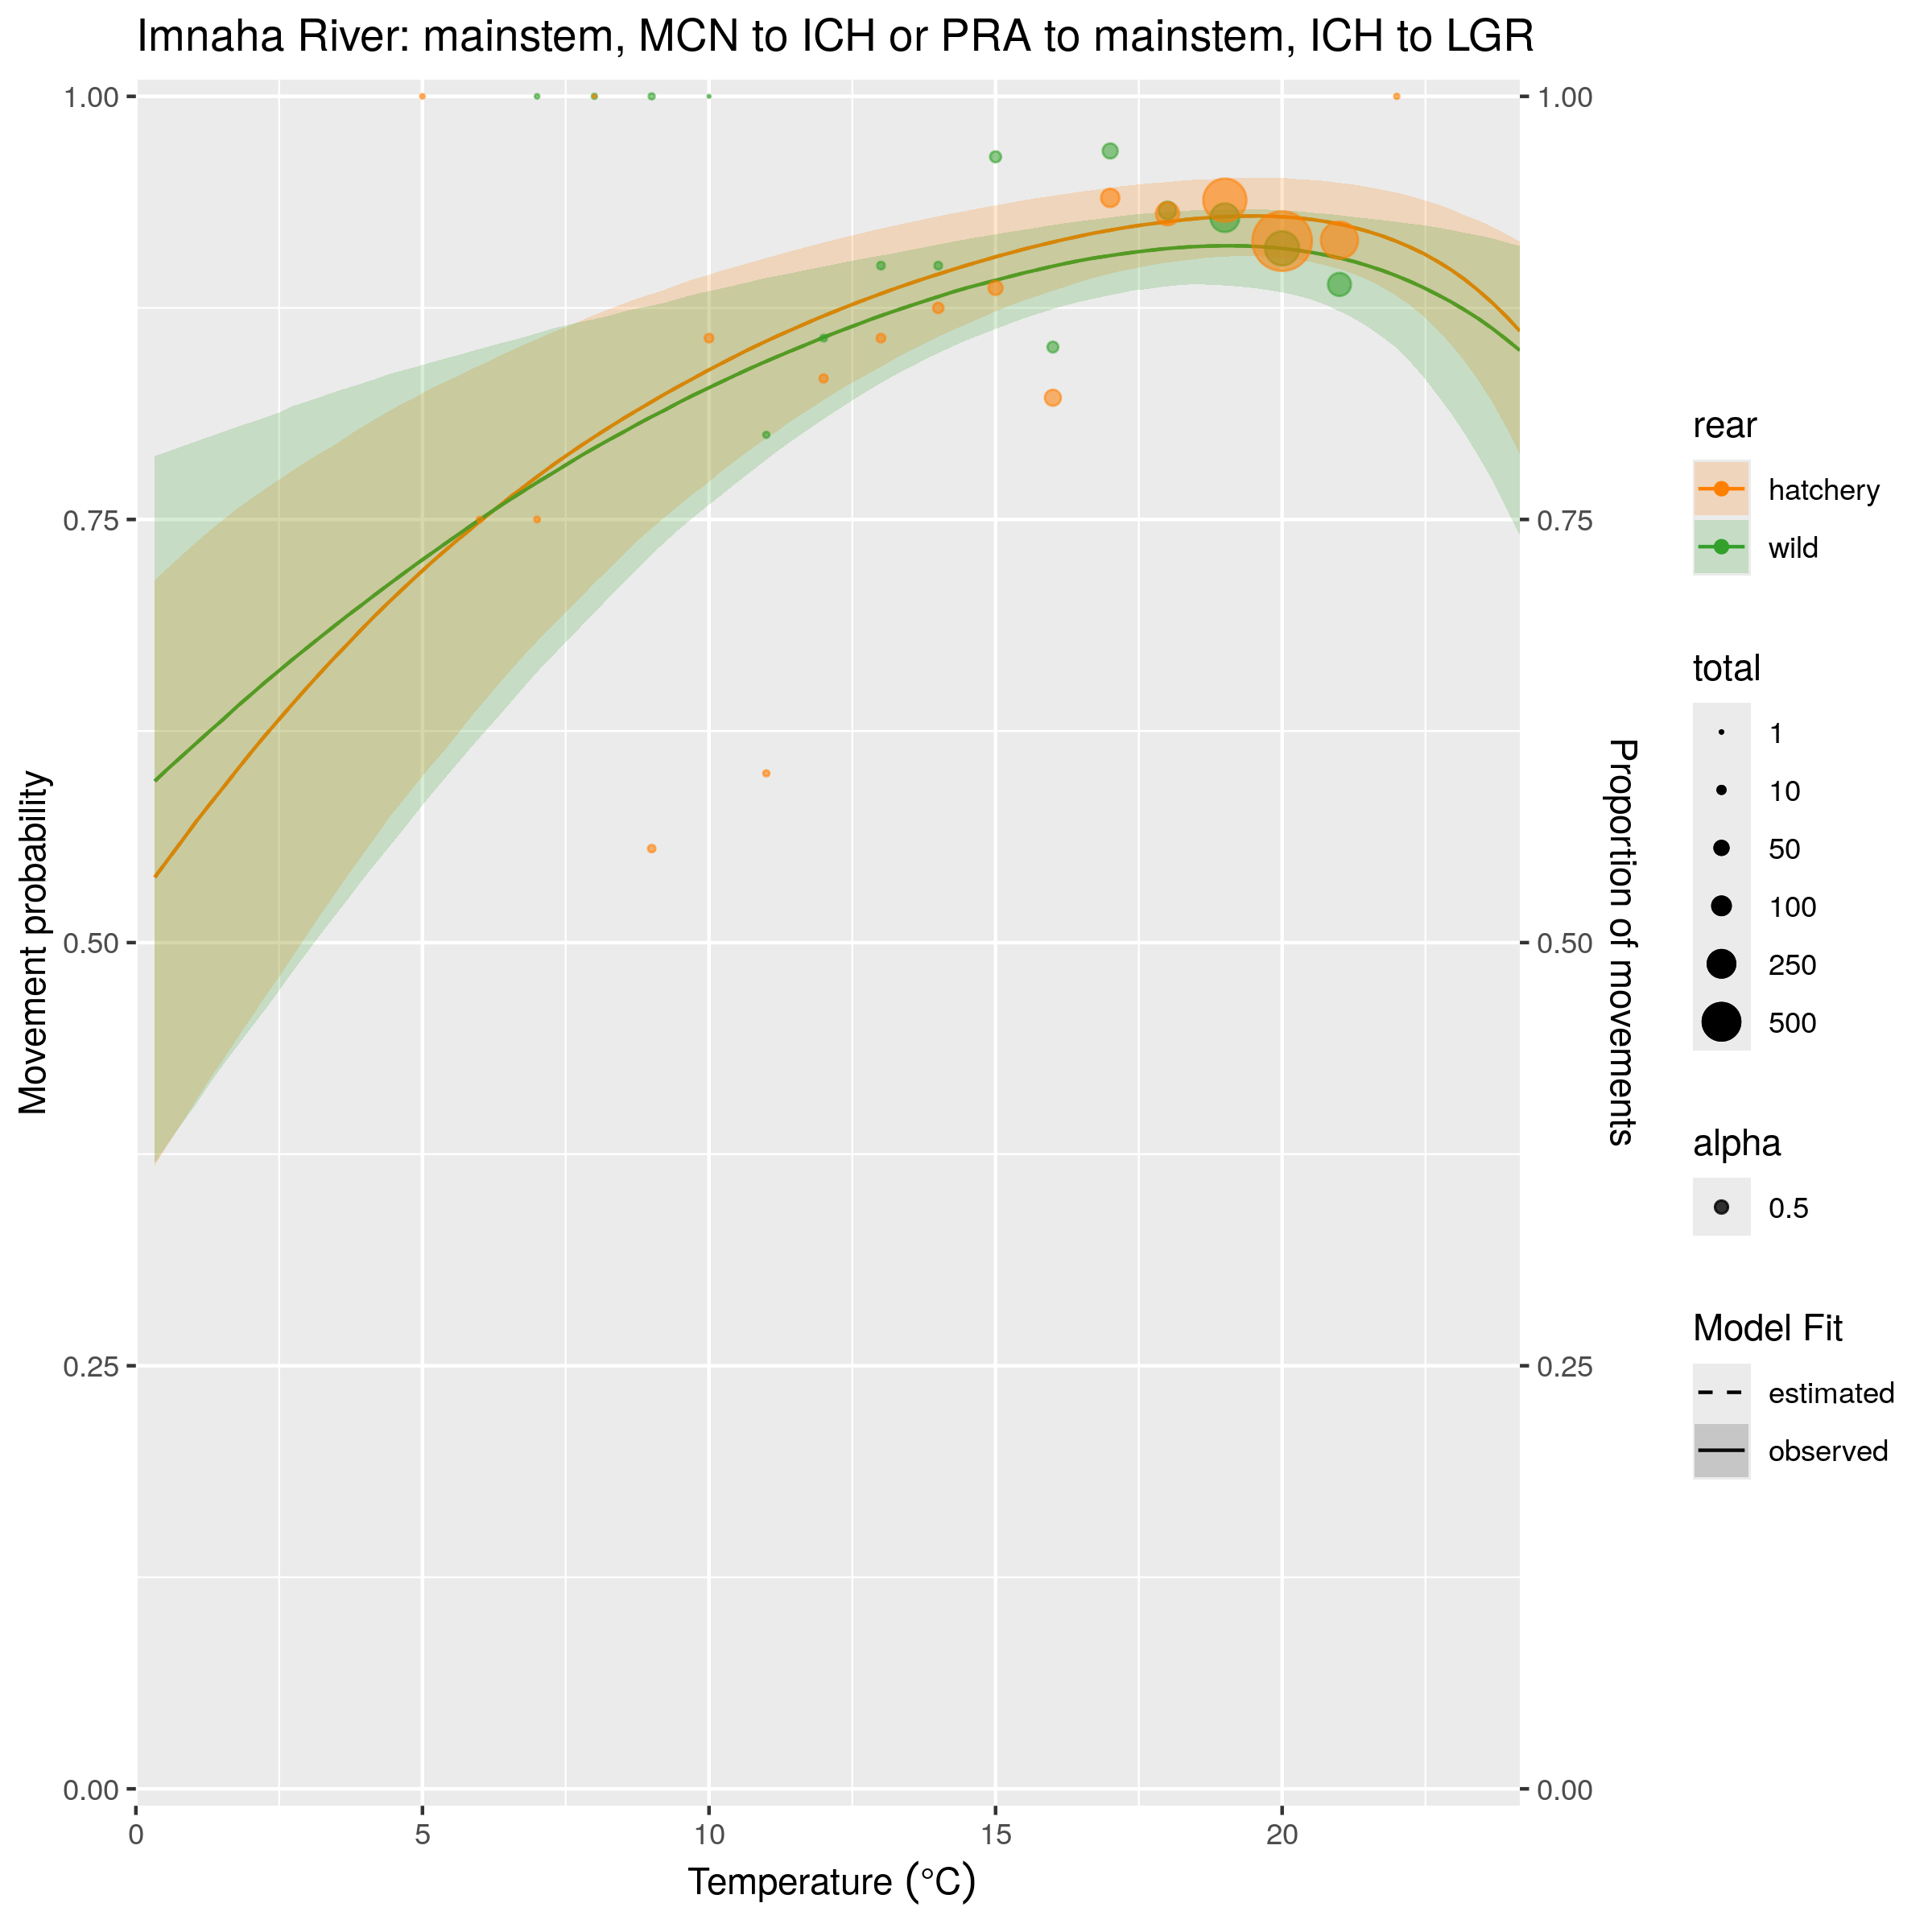 Imnaha River: mainstem, MCN to ICH or PRA to mainstem, ICH to LGR
Movement probability
1.00
0.75
0.50
0.25
0.00
0
5
10
15
20
Temperature (°C)
1.00
0.75
0.50
0.25
0.00
Proportion of movements
rear
hatchery
wild
total
1
10
50
100
250
500
alpha
0.5
Model Fit
estimated
observed